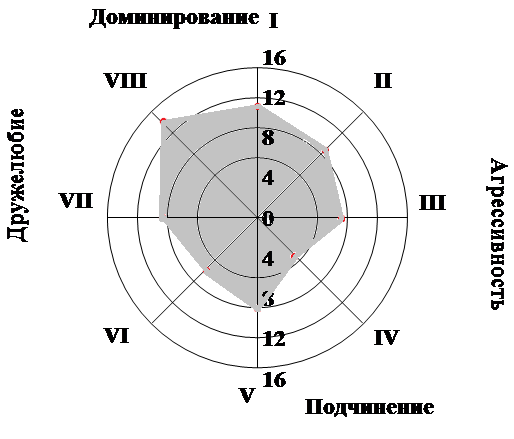 Доминирование I
16
VIII
II
12
8
Дружелюбие
4
VII
0
III
Агрессивность
4
VI
IV
12
16
V
Подчинение